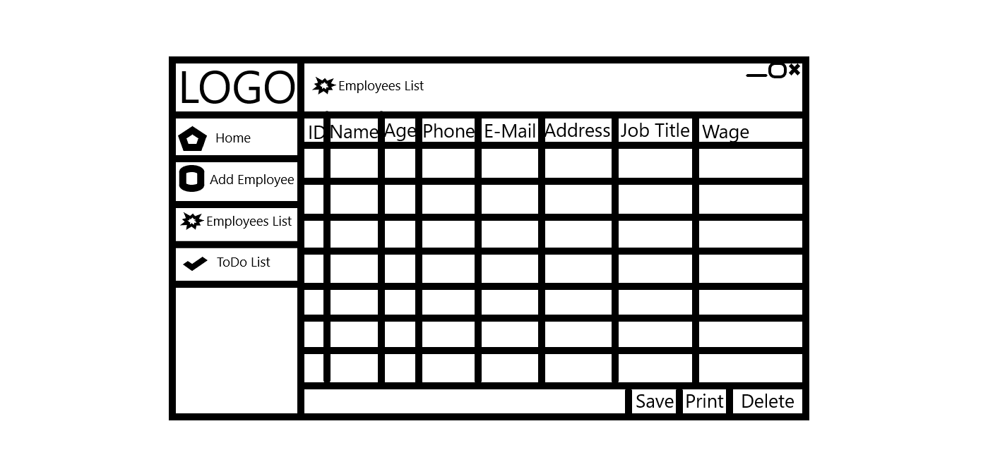 LOGO
Employees List
Home
Add Employee
Employees List
ToDo List
ID Name Age Phone E-Mail Address Job Title Wage
Save Print Delete